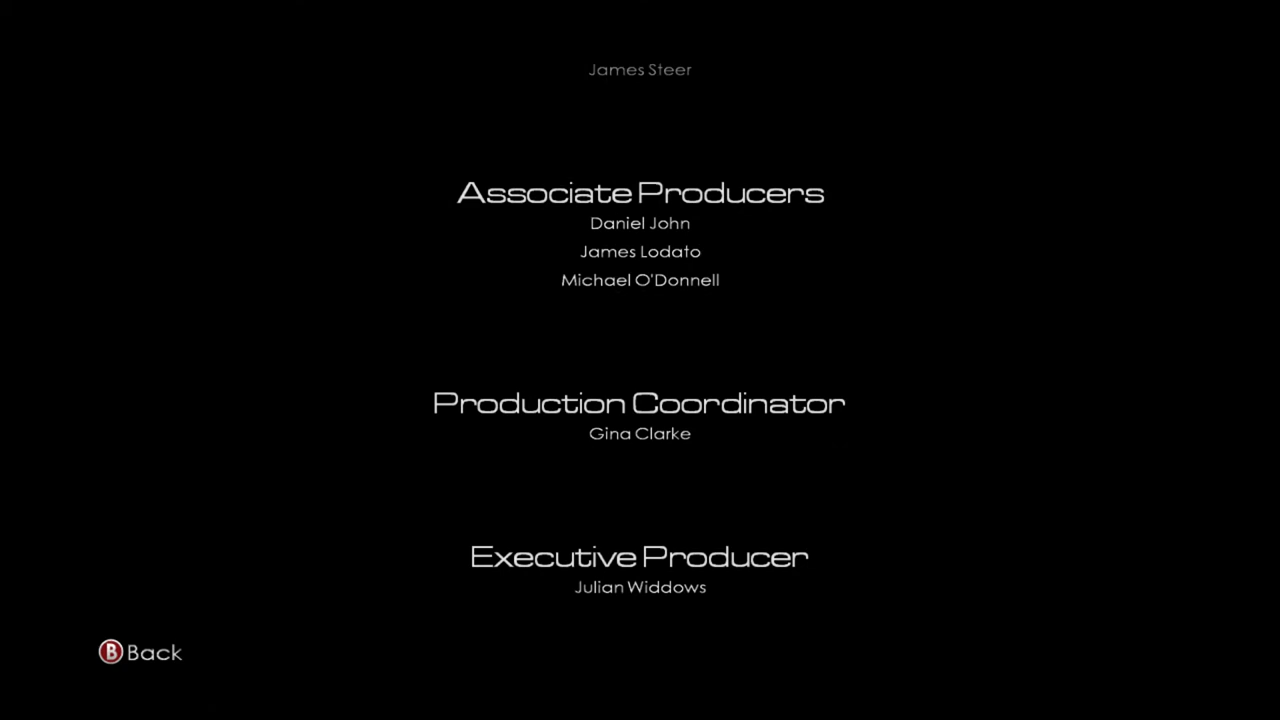 James Steer
Associate Producers
Daniel John
James Lodato
Michael O'Donnell
Production Coordinator
Gina Clarke
Executive Producer
Julian Widdows
B Back